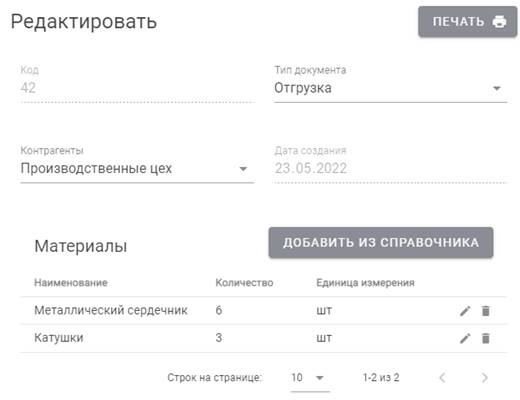 Редактировать
ПЕЧАТЬ
Код
42
Тип документа
Отгрузка
Контрагенты
Производственные цех
Дата создания
23.05.2022
Материалы
ДОБАВИТЬ ИЗ СПРАВОЧНИКА
Наименование Количество Единица измерения
Металлический сердечник 6 шт
Катушки 3 шт
Строк на странице: 10 1-2 из 2